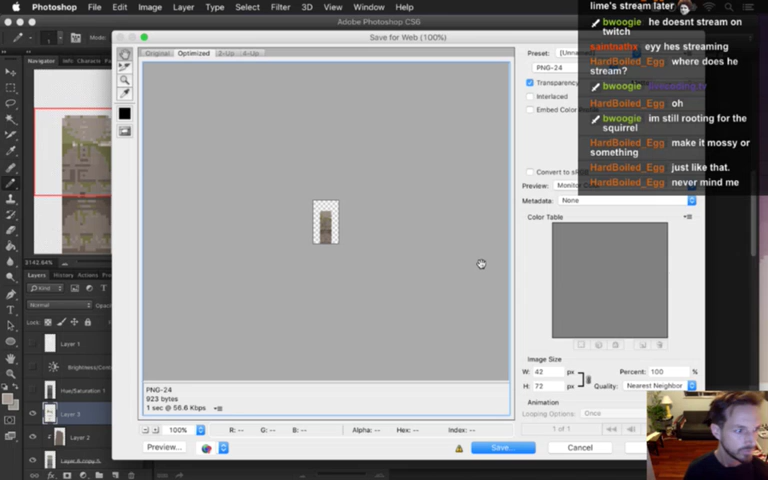 Photoshop File Edit Image Layer Type Select Filter 3D View Window Help
Adobe Photoshop CS6
Mode:
Save for Web (100%)
Navigator Info
Original Optimized 2-Up 4-Up
Preset:
PNG-24
Transparency
Interlaced
Embed Color
Convert to
Preview:
Metadata: None
Color Table
Image Size
W: 42 px
H: 72 px
Percent: 100 %
Quality: Nearest Neighbor
Animation
Looping Options: Once
1 of 1
PNG-24
923 bytes
1 sec @ 56.6 Kbps
100%
R: -- G: -- B: -- Alpha: -- Hex: -- Index: --
Preview...
Save...
Cancel
Layers History Actions
Kind
Normal
Lock:
Layer 1
Brightness/Cont
Hue/Saturation 1
Layer 3
Layer 2
lime's stream later
bwoogie he doesnt stream on
twitch
saintnathx eyy hes streaming
HardBoiled_Egg where does he
stream?
bwoogie
HardBoiled_Egg oh
bwoogie im still rooting for the
squirrel
HardBoiled_Egg make it mossy or
something
HardBoiled_Egg just like that.
HardBoiled_Egg never mind me